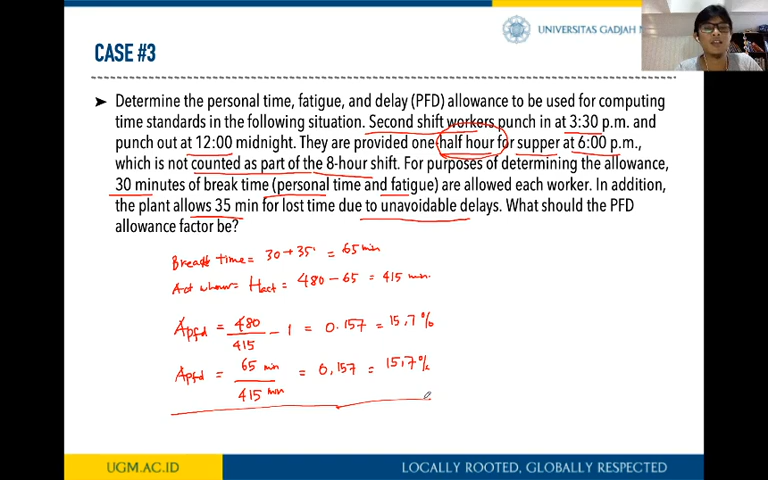 UNIVERSITAS GADJAH
CASE #3
➤ Determine the personal time, fatigue, and delay (PFD) allowance to be used for computing
time standards in the following situation. Second shift workers punch in at 3:30 p.m. and
punch out at 12:00 midnight. They are provided one half hour for supper at 6:00 p.m.,
which is not counted as part of the 8-hour shift. For purposes of determining the allowance,
30 minutes of break time (personal time and fatigue) are allowed each worker. In addition,
the plant allows 35 min for lost time due to unavoidable delays. What should the PFD
allowance factor be?
Break time = 30 + 35' = 65 min
Act = Hact = 480 - 65 = 415 min.
Apfd = 480/415 - 1 = 0.157 = 15,7 %
Apfd = 65 min/415 min = 0,157 = 15,7 %
UGM.AC.ID
LOCALLY ROOTED, GLOBALLY RESPECTED